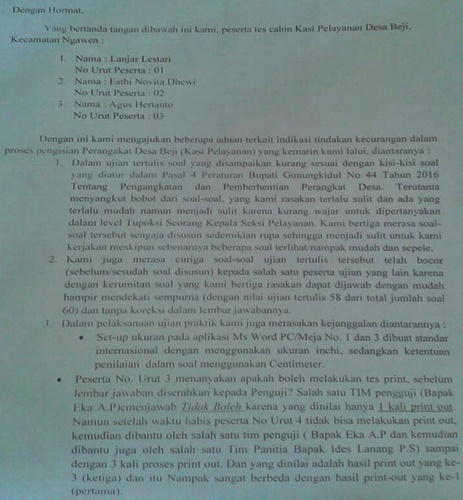 Dengan Hormat,
Yang bertanda tangan dibawah ini kami, peserta tes calon Kasi Pelayanan Desa Beji,
Kecamatan Ngawen :
1. Nama : Lanjar Lestari
No Urut Peserta : 01
2. Nama : Esthi Novita Dhewi
No Urut Peserta : 02
3. Nama : Agus Hertanto
No Urut Peserta : 03
Dengan ini kami mengajukan beberapa aduan terkait indikasi tindakan kecurangan dalam
proses pengisian Perangakat Desa Beji (Kasi Pelayanan) yang kemarin kami lalui, diantaranya :
1. Dalam ujian tertulis soal yang disampaikan kurang sesuai dengan kisi-kisi soal
yang diatur dalam Pasal 4 Peraturan Bupati Gunungkidul No 44 Tahun 2016
Tentang Pengangkatan dan Pemberhentian Perangkat Desa. Terutama
menyangkut bobot dari soal-soal, yang kami rasakan terlalu sulit dan ada yang
terlalu mudah namun menjadi sulit karena kurang wajar untuk dipertanyakan
dalam level Tupoksi Seorang Kepala Seksi Pelayanan. Kami bertiga merasa soal-
soal tersebut sengaja disusun sedemikian rupa sehingga menjadi sulit untuk kami
kerjakan meskipun sebenarnya beberapa soal terlihat/nampak mudah dan sepele.
2. Kami juga merasa curiga soal-soal ujian tertulis tersebut telah bocor
(sebelum/sesudah soal disusun) kepada salah satu peserta ujian yang lain karena
dengan kerumitan soal yang kami bertiga rasakan dapat dijawab dengan mudah
hampir mendekati sempurna (dengan nilai ujian tertulis 58 dari total jumlah soal
60) dan tanpa koreksi dalam lembar jawabannya.
3. Dalam pelaksanaan ujian praktik kami juga merasakan kejanggalan diantarannya :
• Set-up ukuran pada aplikasi Ms Word PC/Meja No. 1 dan 3 dibuat standar
internasional dengan menggunakan ukuran inchi, sedangkan ketentuan
penilaian dalam soal menggunakan Centimeter.
• Peserta No. Urut 3 menanyakan apakah boleh melakukan tes print, sebelum
lembar jawaban diserahkan kepada Penguji? Salah satu TIM pengguji (Bapak
Eka A.P)cmenjawab Tidak Boleh karena yang dinilai hanya 1 kali print out.
Namun setelah waktu habis peserta No Urut 4 tidak bisa melakukan print out,
kemudian dibantu oleh salah satu tim penguji ( Bapak Eka A.P dan kemudian
dibantu juga oleh salah satu Tim Panitia Bapak Ides Lanang P.S) sampai
dengan 3 kali proses print out. Dan yang dinilai adalah hasil print out yang ke-
3 (ketiga) dan itu Nampak sangat berbeda dengan hasil print-out yang ke-1
(pertama).